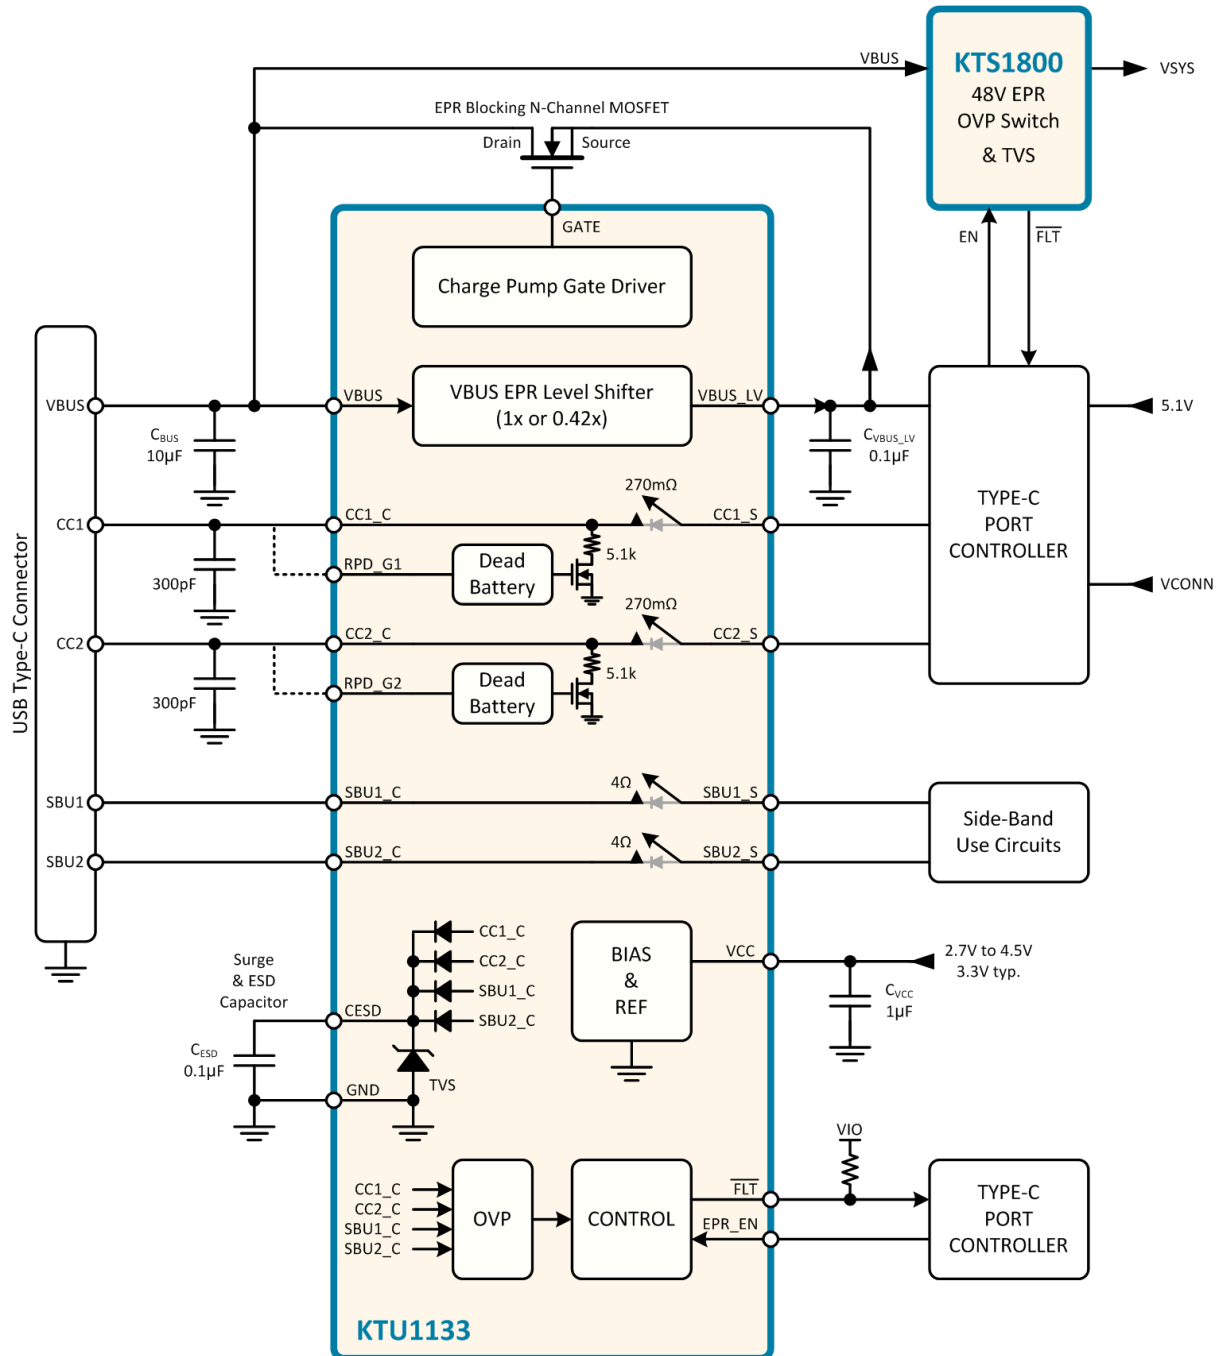 VBUS
KTS1800
48V EPR
OVP Switch
& TVS
VSYS
EPR Blocking N-Channel MOSFET
Drain
Source
GATE
EN
FLT
Charge Pump Gate Driver
VBUS
VBUS
VBUS EPR Level Shifter
(1x or 0.42x)
VBUS_LV
5.1V
CBUS
10µF
CVBUS_LV
0.1µF
TYPE-C
PORT
CONTROLLER
CC1
CC1_C
270mΩ
CC1_S
300pF
RPD_G1
Dead
Battery
5.1k
VCONN
CC2
CC2_C
270mΩ
CC2_S
300pF
RPD_G2
Dead
Battery
5.1k
USB Type-C Connector
SBU1
SBU1_C
4Ω
SBU1_S
Side-Band
Use Circuits
SBU2
SBU2_C
4Ω
SBU2_S
Surge
& ESD
Capacitor
CC1_C
CC2_C
SBU1_C
SBU2_C
CESD
CESD
0.1µF
GND
TVS
BIAS
&
REF
VCC
2.7V to 4.5V
3.3V typ.
CVCC
1µF
CC1_C
CC2_C
SBU1_C
SBU2_C
OVP
CONTROL
FLT
EPR_EN
VIO
TYPE-C
PORT
CONTROLLER
KTU1133